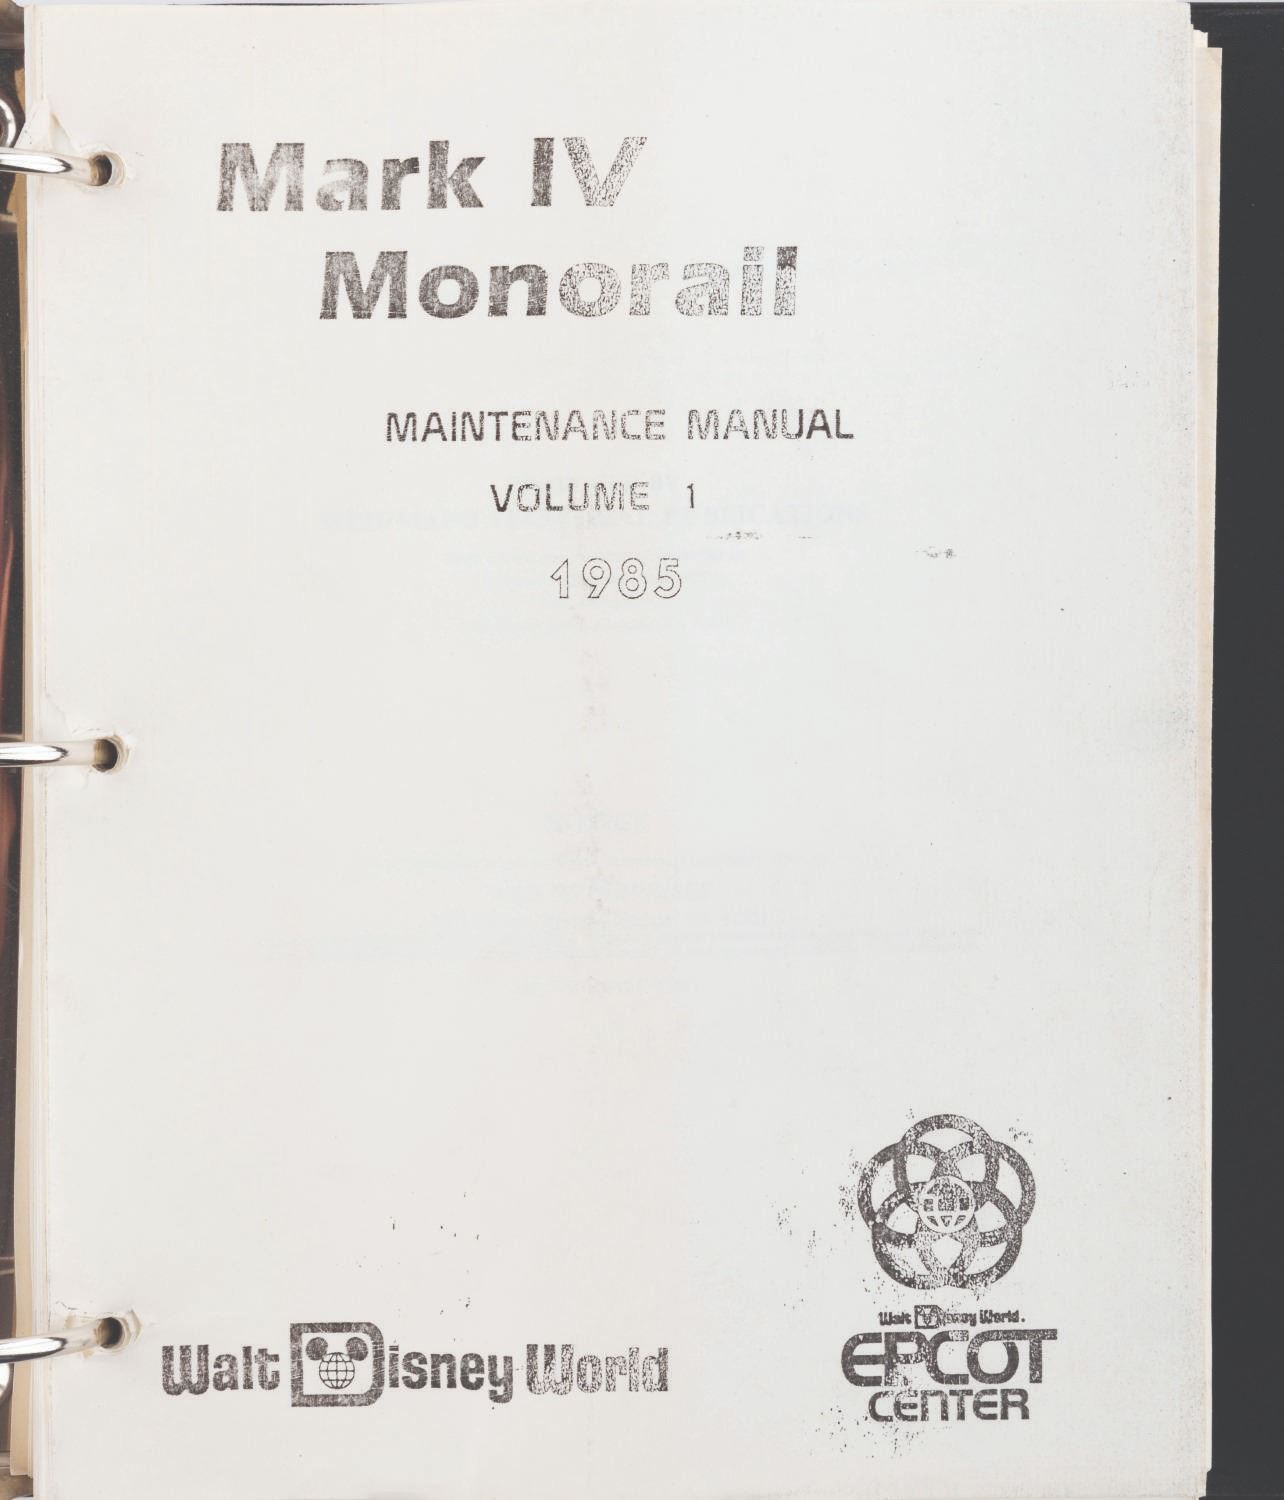 Mark IV
Monorail
MAINTENANCE MANUAL
VOLUME 1
1985
Walt Disney World
Walt Disney World.
EPCOT
CENTER